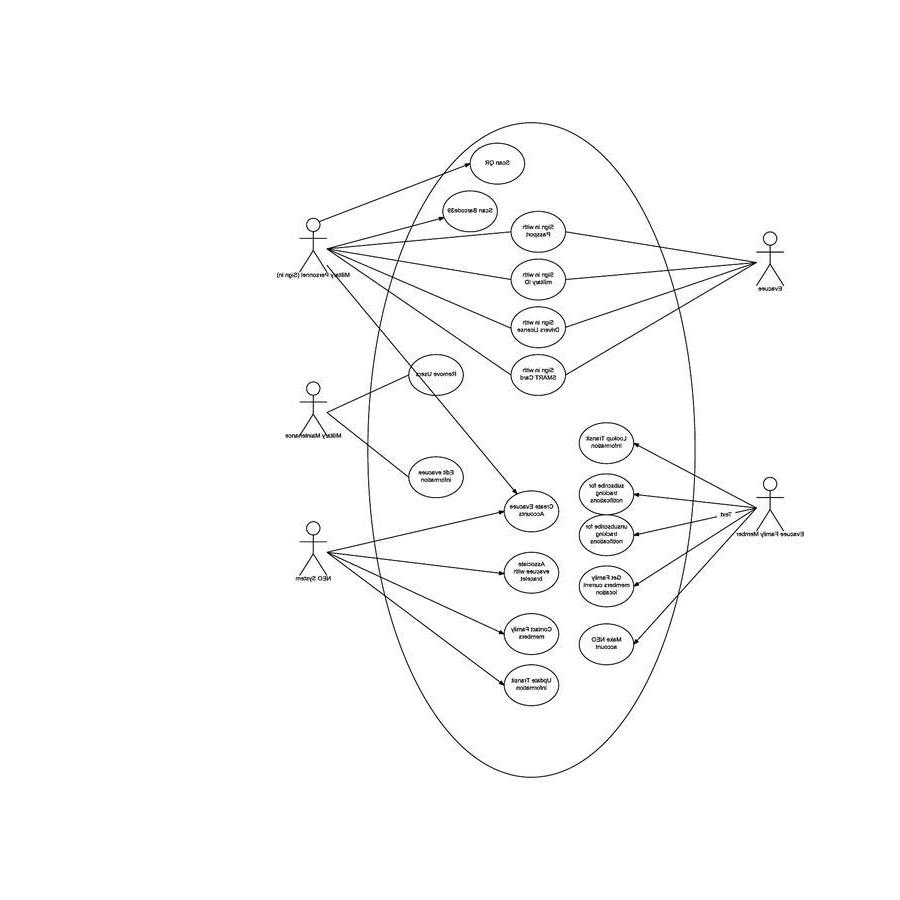 Scan QR
Scan Barcode39
Sign in with
Passport
Military Personnel (Sign in)
Sign in with
military ID
Evacuee
Sign in with
Drivers License
Remove Users
Sign in with
SMART Card
Military Maintenance
Lookup Transit
Information
Edit evacuee
information
subscribe for
tracking
notifications
Create Evacuee
Accounts
Text
unsubscribe for
tracking
notifications
Evacuee Family Member
NEO System
Associate
evacuee with
bracelet
Get Family
members current
location
Contact Family
members
Make NEO
account
Update Transit
information